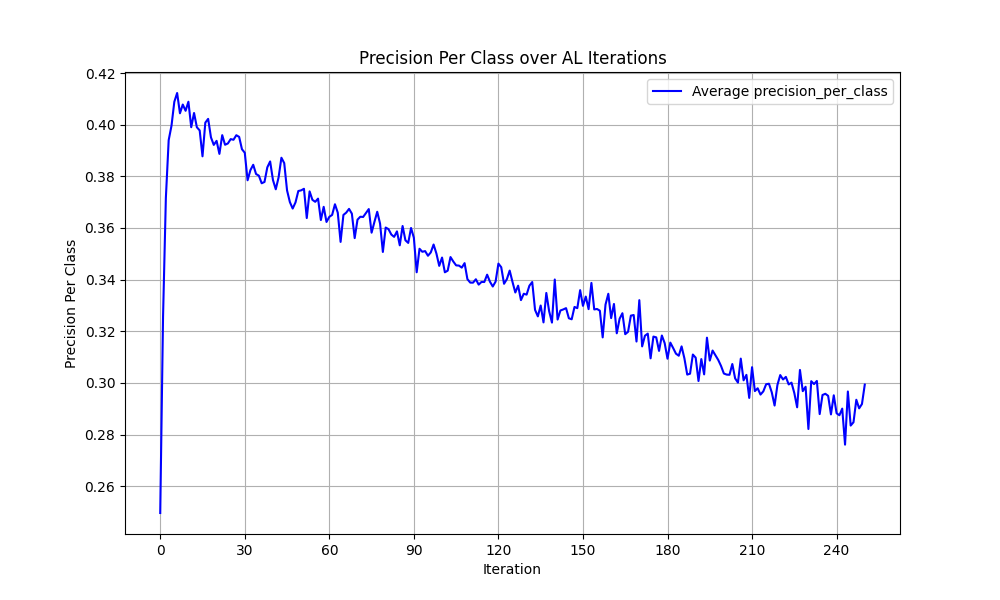 Precision Per Class over AL Iterations
Average precision_per_class
Precision Per Class
0.42
0.40
0.38
0.36
0.34
0.32
0.30
0.28
0.26
0 30 60 90 120 150 180 210 240
Iteration